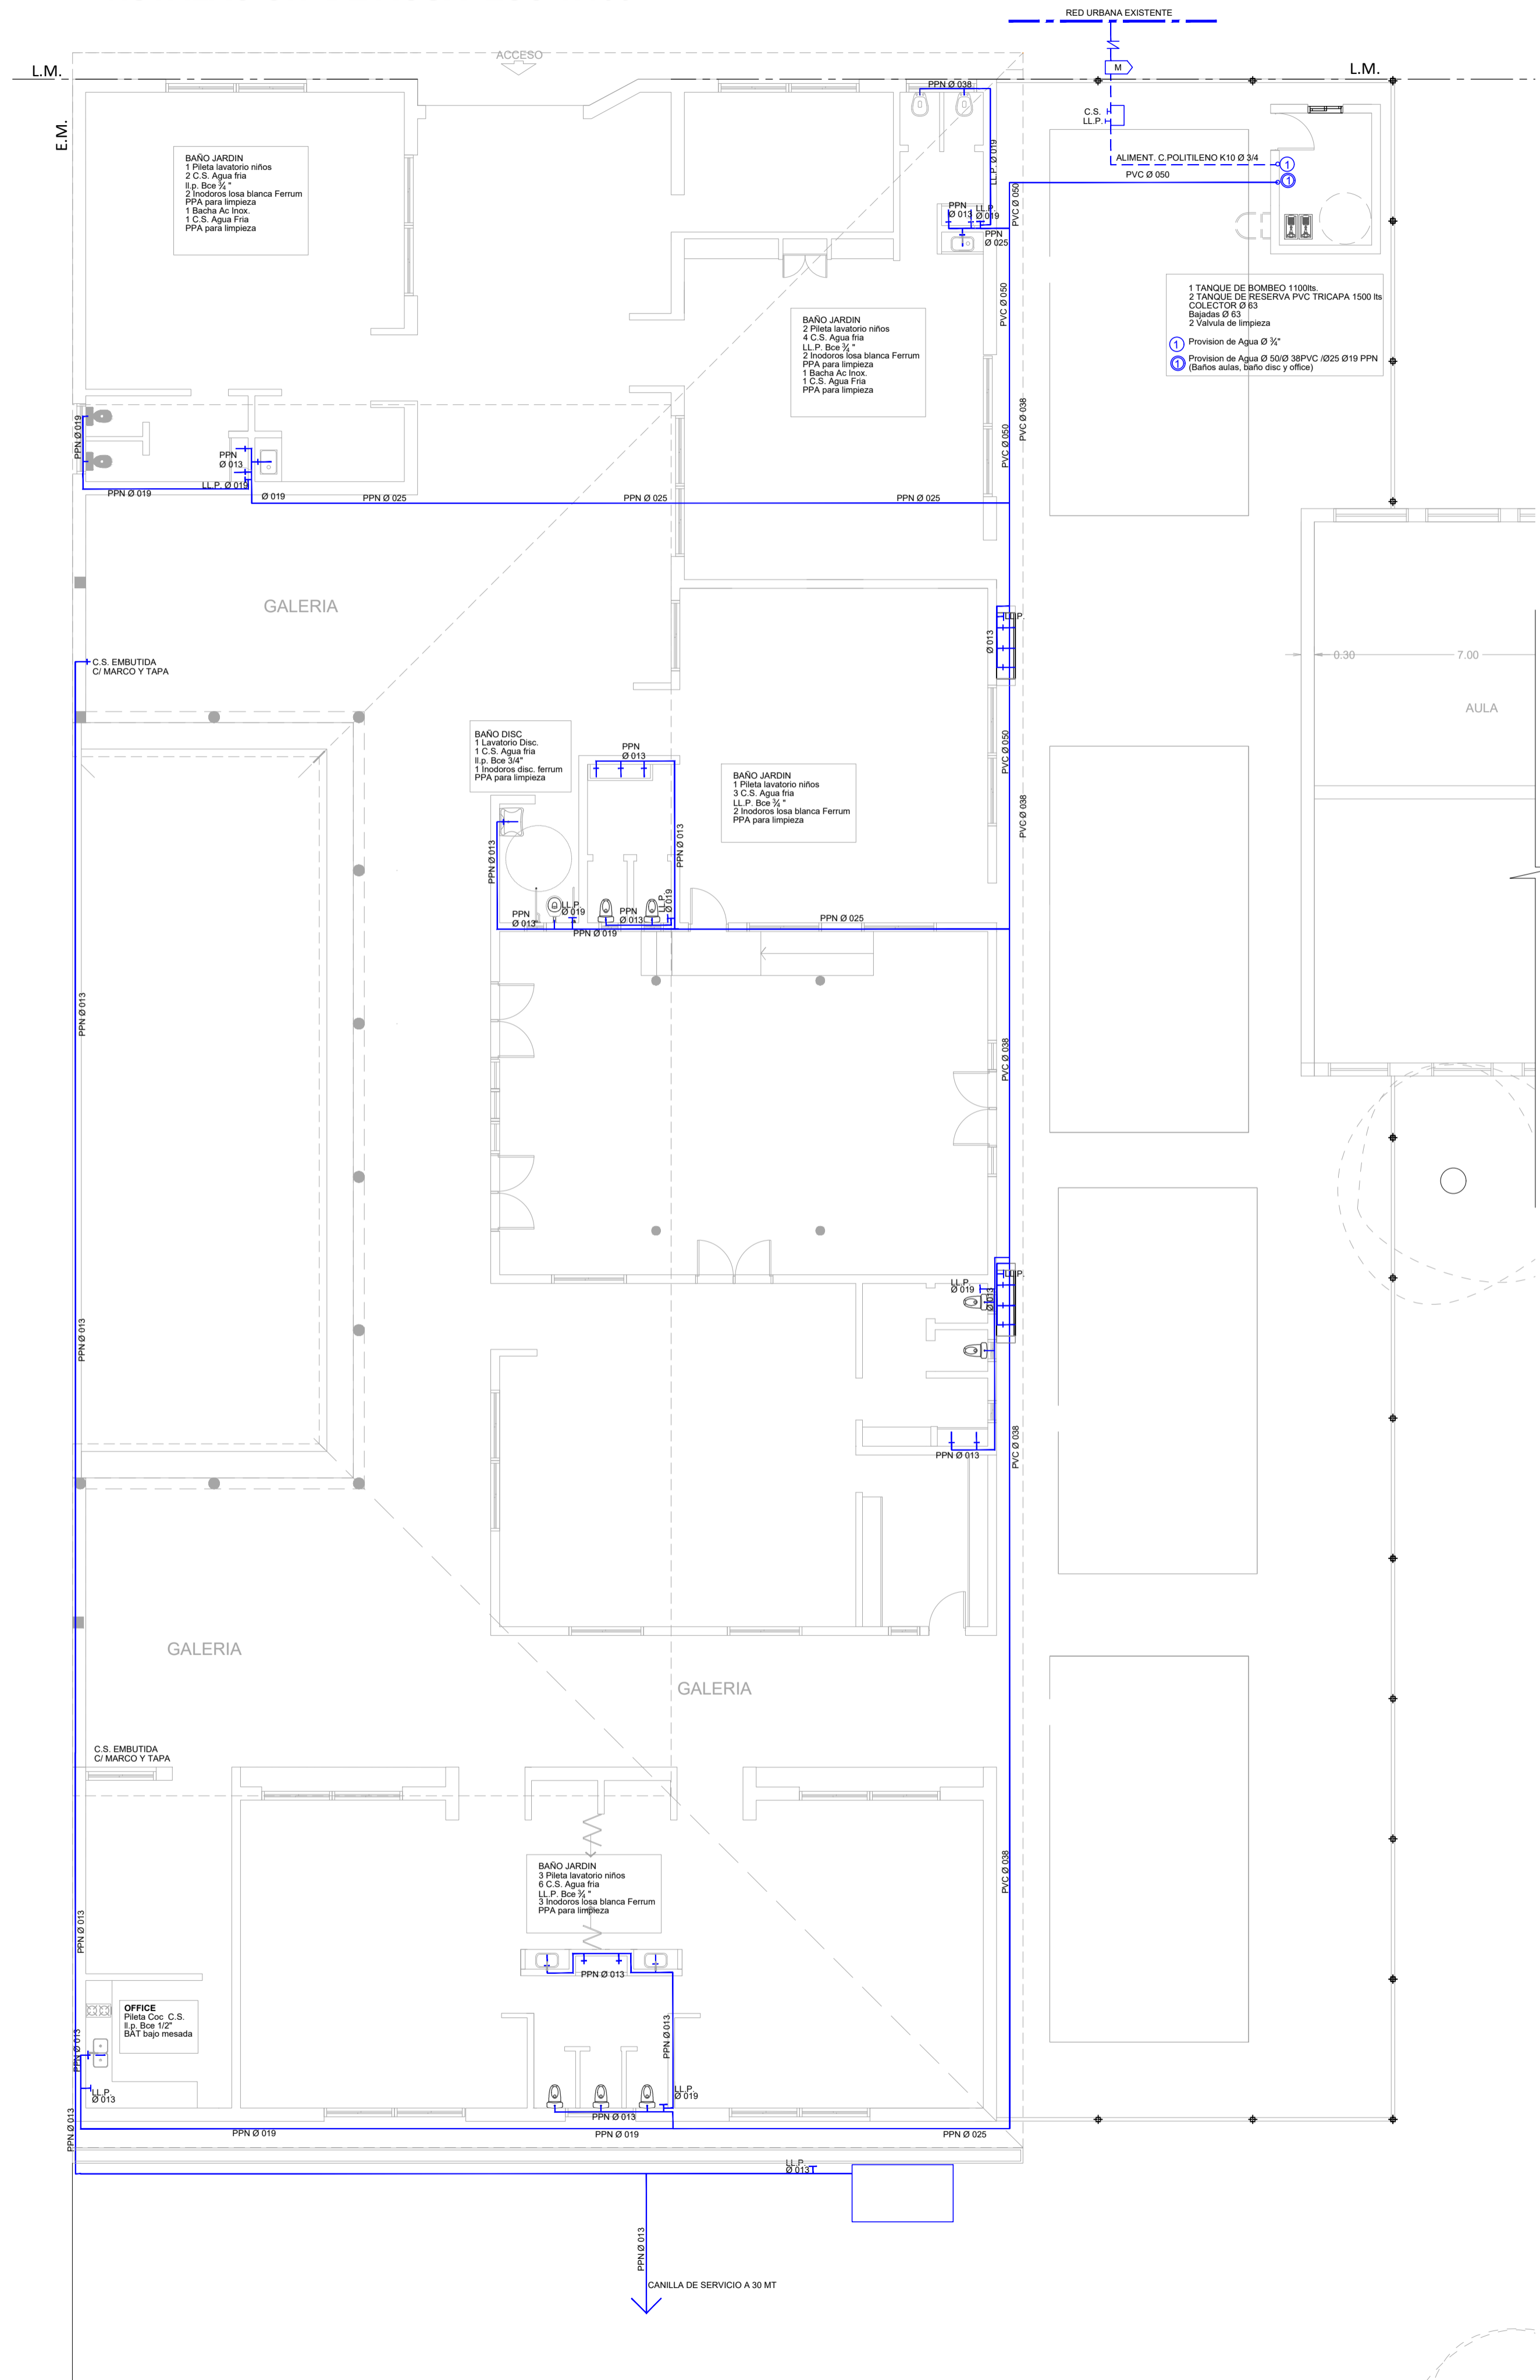 RED URBANA EXISTENTE
ACCESO
L.M.
M
L.M.
PPN Ø 038
E.M.
C.S.
LL.P.
LL.P. Ø 019
ALIMENT. C.POLITILENO K10 Ø 3/4
1
PVC Ø 050
1
PVC Ø 050
BAÑO JARDIN
1 Pileta lavatorio niños
2 C.S. Agua fria
ll.p. Bce ¾ "
2 Inodoros losa blanca Ferrum
PPA para limpieza
1 Bacha Ac Inox.
1 C.S. Agua Fria
PPA para limpieza
PPN
Ø 013
LL.P.
Ø 019
PPN
Ø 025
PVC Ø 050
1 TANQUE DE BOMBEO 1100lts.
2 TANQUE DE RESERVA PVC TRICAPA 1500 lts
COLECTOR Ø 63
Bajadas Ø 63
2 Valvula de limpieza
1 Provision de Agua Ø ¾"
1 Provision de Agua Ø 50/Ø 38PVC /Ø25 Ø19 PPN
(Baños aulas, baño disc y office)
BAÑO JARDIN
2 Pileta lavatorio niños
4 C.S. Agua fria
LL.P. Bce ¾ "
2 Inodoros losa blanca Ferrum
PPA para limpieza
1 Bacha Ac Inox.
1 C.S. Agua Fria
PPA para limpieza
PVC Ø 038
PPN Ø 019
PVC Ø 050
PPN
Ø 013
LL.P. Ø 019
PPN Ø 019
Ø 019
PPN Ø 025
PPN Ø 025
PPN Ø 025
GALERIA
LL.P.
Ø 013
C.S. EMBUTIDA
C/ MARCO Y TAPA
0.30
7.00
AULA
BAÑO DISC
1 Lavatorio Disc.
1 C.S. Agua fria
ll.p. Bce 3/4"
1 Inodoros disc. ferrum
PPA para limpieza
PPN
Ø 013
PVC Ø 050
BAÑO JARDIN
1 Pileta lavatorio niños
3 C.S. Agua fria
LL.P. Bce ¾ "
2 Inodoros losa blanca Ferrum
PPA para limpieza
PVC Ø 038
PPN Ø 013
PPN Ø 013
PPN
Ø 013
LL.P.
Ø 019
PPN
Ø 013
LL.P.
Ø 019
PPN Ø 025
PPN Ø 019
PPN Ø 013
PVC Ø 038
LL.P.
Ø 019
LL.P.
Ø 013
PPN Ø 013
PPN Ø 013
PVC Ø 038
GALERIA
GALERIA
C.S. EMBUTIDA
C/ MARCO Y TAPA
BAÑO JARDIN
3 Pileta lavatorio niños
6 C.S. Agua fria
LL.P. Bce ¾ "
3 Inodoros losa blanca Ferrum
PPA para limpieza
PVC Ø 038
PPN Ø 013
PPN Ø 013
OFFICE
Pileta Coc C.S.
ll.p. Bce 1/2"
BAT bajo mesada
PPN Ø 013
PPN Ø 013
LL.P.
Ø 013
LL.P.
Ø 019
PPN Ø 013
PPN Ø 013
PPN Ø 019
PPN Ø 019
PPN Ø 025
LL.P.
Ø 013
PPN Ø 013
CANILLA DE SERVICIO A 30 MT